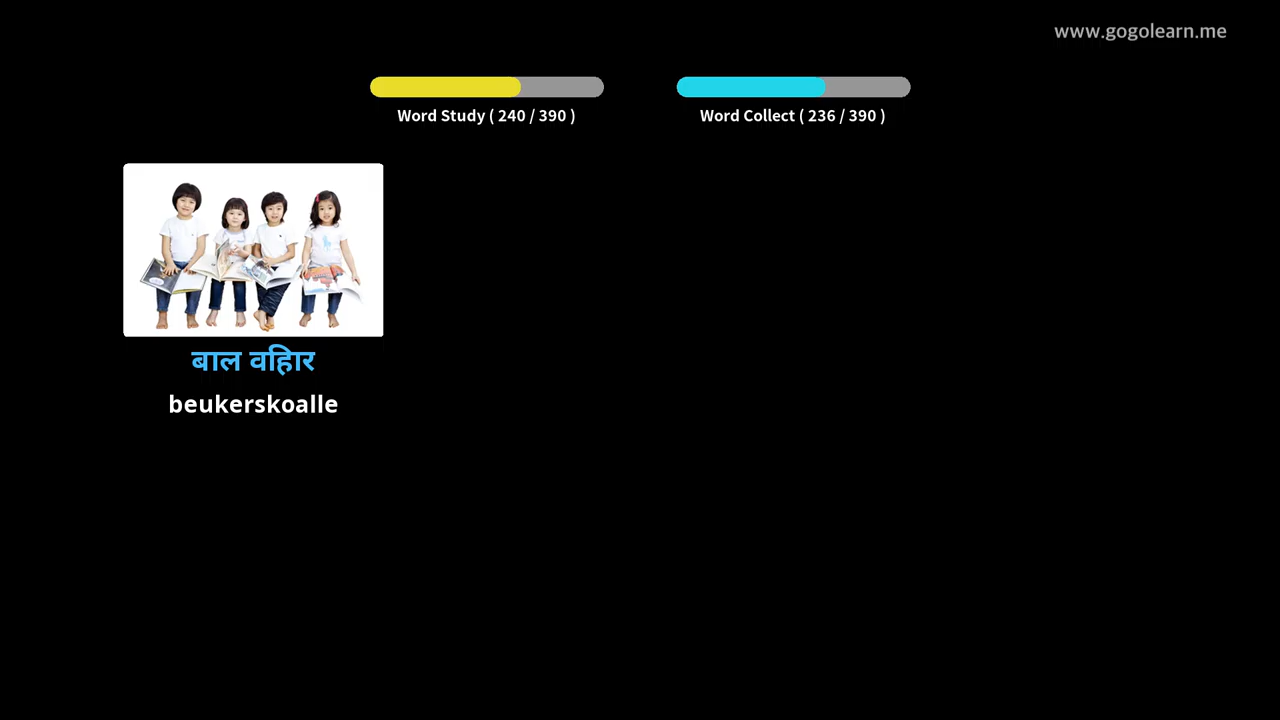 www.gogolearn.me
Word Study ( 240 / 390 )
Word Collect ( 236 / 390 )
बाल वहिार
beukerskoalle